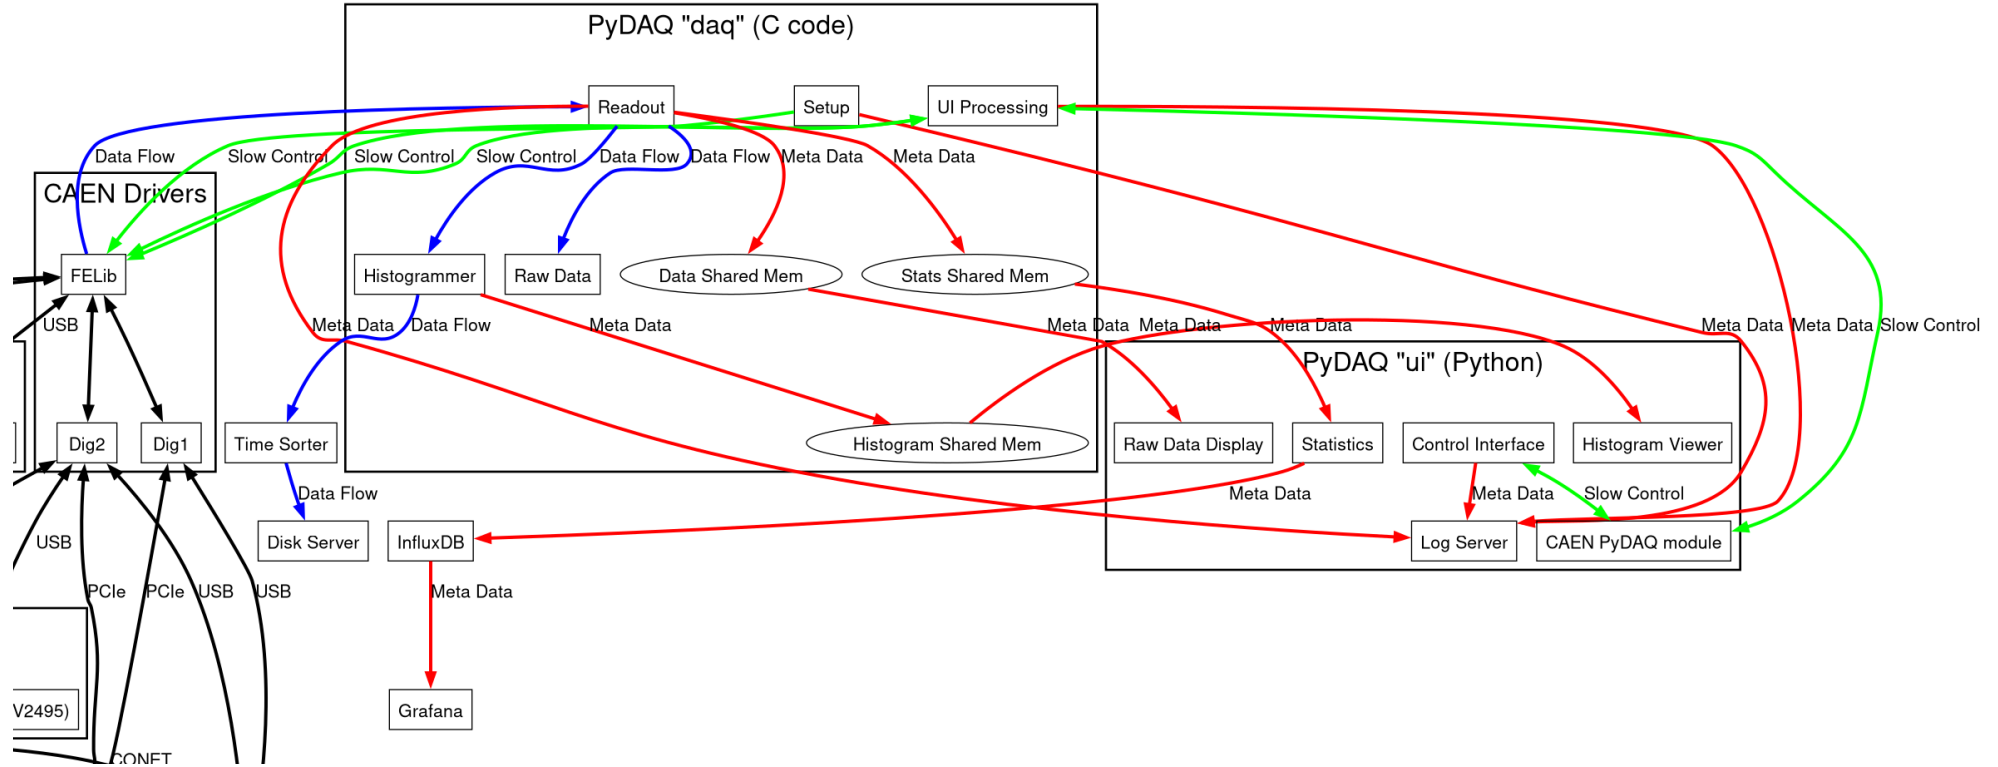 PyDAQ "daq" (C code)
Readout
Setup
UI Processing
Data Flow
Slow Control
Slow Control
Slow Control
Data Flow
Data Flow
Meta Data
Meta Data
CAEN Drivers
FELib
Histogrammer
Raw Data
Data Shared Mem
Stats Shared Mem
USB
Meta Data
Data Flow
Meta Data
Meta Data
Meta Data
Meta Data
Meta Data
Meta Data
Slow Control
PyDAQ "ui" (Python)
Dig2
Dig1
Time Sorter
Histogram Shared Mem
Raw Data Display
Statistics
Control Interface
Histogram Viewer
Data Flow
Meta Data
Meta Data
Slow Control
USB
Disk Server
InfluxDB
Log Server
CAEN PyDAQ module
PCIe
PCIe
USB
USB
Meta Data
V2495)
Grafana
CONET